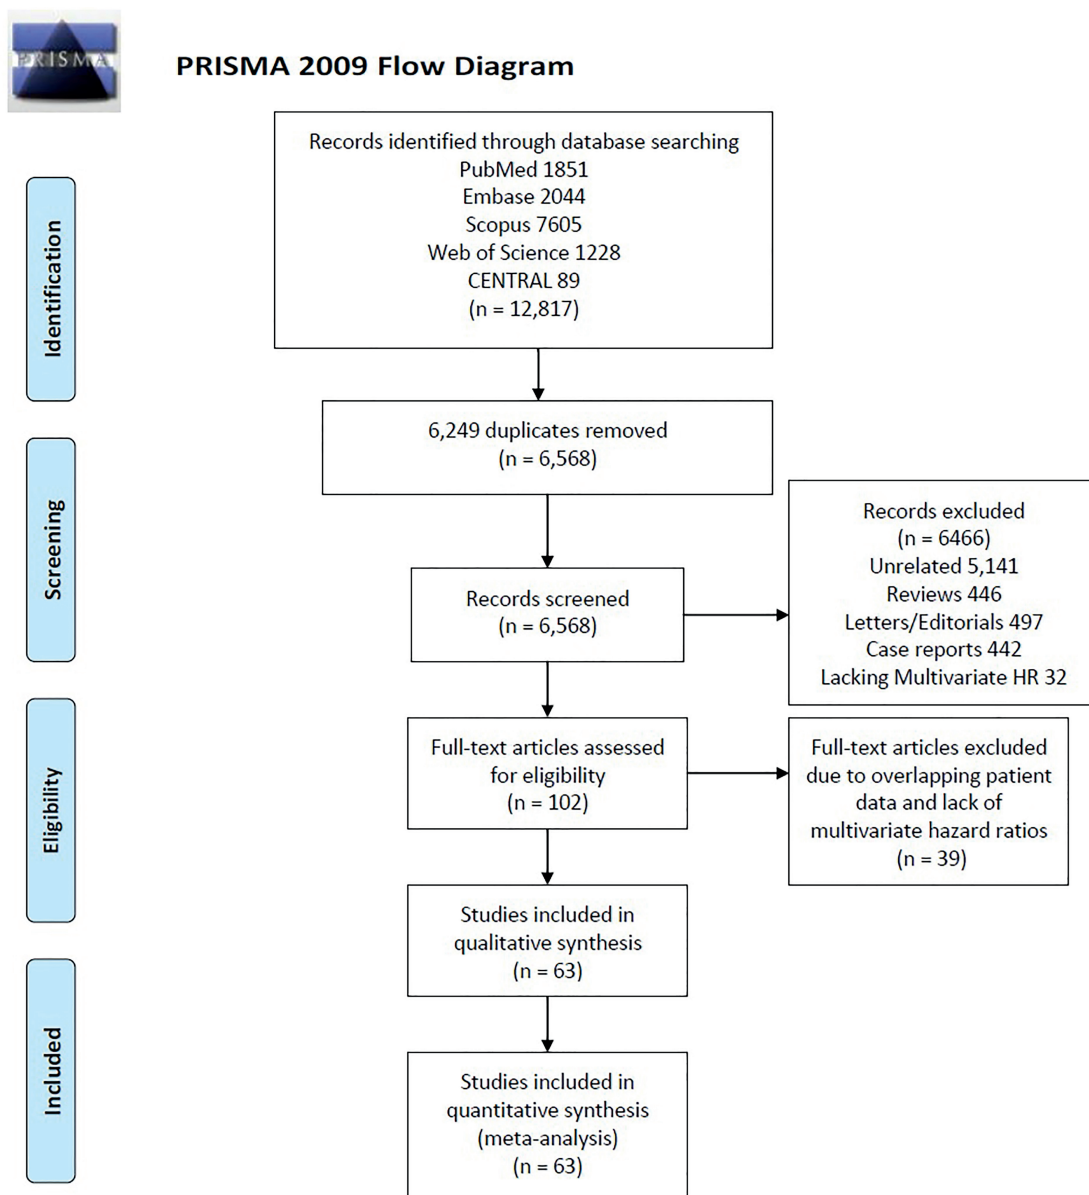 PRISMA
PRISMA 2009 Flow Diagram
Identification
Records identified through database searching
PubMed 1851
Embase 2044
Scopus 7605
Web of Science 1228
CENTRAL 89
(n = 12,817)
6,249 duplicates removed
(n = 6,568)
Screening
Records screened
(n = 6,568)
Records excluded
(n = 6466)
Unrelated 5,141
Reviews 446
Letters/Editorials 497
Case reports 442
Lacking Multivariate HR 32
Eligibility
Full-text articles assessed
for eligibility
(n = 102)
Full-text articles excluded
due to overlapping patient
data and lack of
multivariate hazard ratios
(n = 39)
Studies included in
qualitative synthesis
(n = 63)
Included
Studies included in
quantitative synthesis
(meta-analysis)
(n = 63)